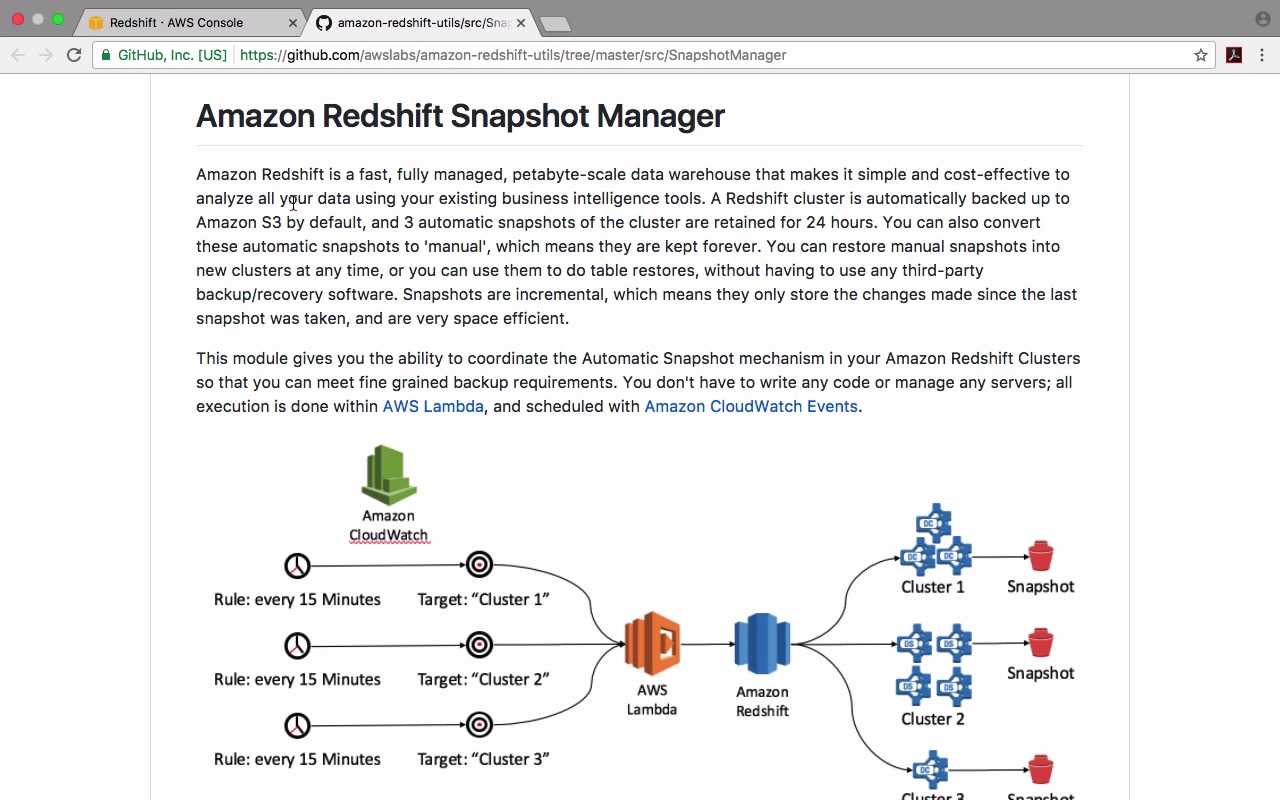 Redshift · AWS Console
amazon-redshift-utils/src/Snap
GitHub, Inc. [US]
https://github.com/awslabs/amazon-redshift-utils/tree/master/src/SnapshotManager
Amazon Redshift Snapshot Manager
Amazon Redshift is a fast, fully managed, petabyte-scale data warehouse that makes it simple and cost-effective to
analyze all your data using your existing business intelligence tools. A Redshift cluster is automatically backed up to
Amazon S3 by default, and 3 automatic snapshots of the cluster are retained for 24 hours. You can also convert
these automatic snapshots to 'manual', which means they are kept forever. You can restore manual snapshots into
new clusters at any time, or you can use them to do table restores, without having to use any third-party
backup/recovery software. Snapshots are incremental, which means they only store the changes made since the last
snapshot was taken, and are very space efficient.
This module gives you the ability to coordinate the Automatic Snapshot mechanism in your Amazon Redshift Clusters
so that you can meet fine grained backup requirements. You don't have to write any code or manage any servers; all
execution is done within AWS Lambda, and scheduled with Amazon CloudWatch Events.
Amazon
CloudWatch
Rule: every 15 Minutes
Target: “Cluster 1”
Rule: every 15 Minutes
Target: “Cluster 2”
Rule: every 15 Minutes
Target: “Cluster 3”
AWS
Lambda
Amazon
Redshift
DC
DC
DC
Cluster 1
Snapshot
DS
DS
DS
DS
Cluster 2
Snapshot
DC
Cluster 3
Snapshot